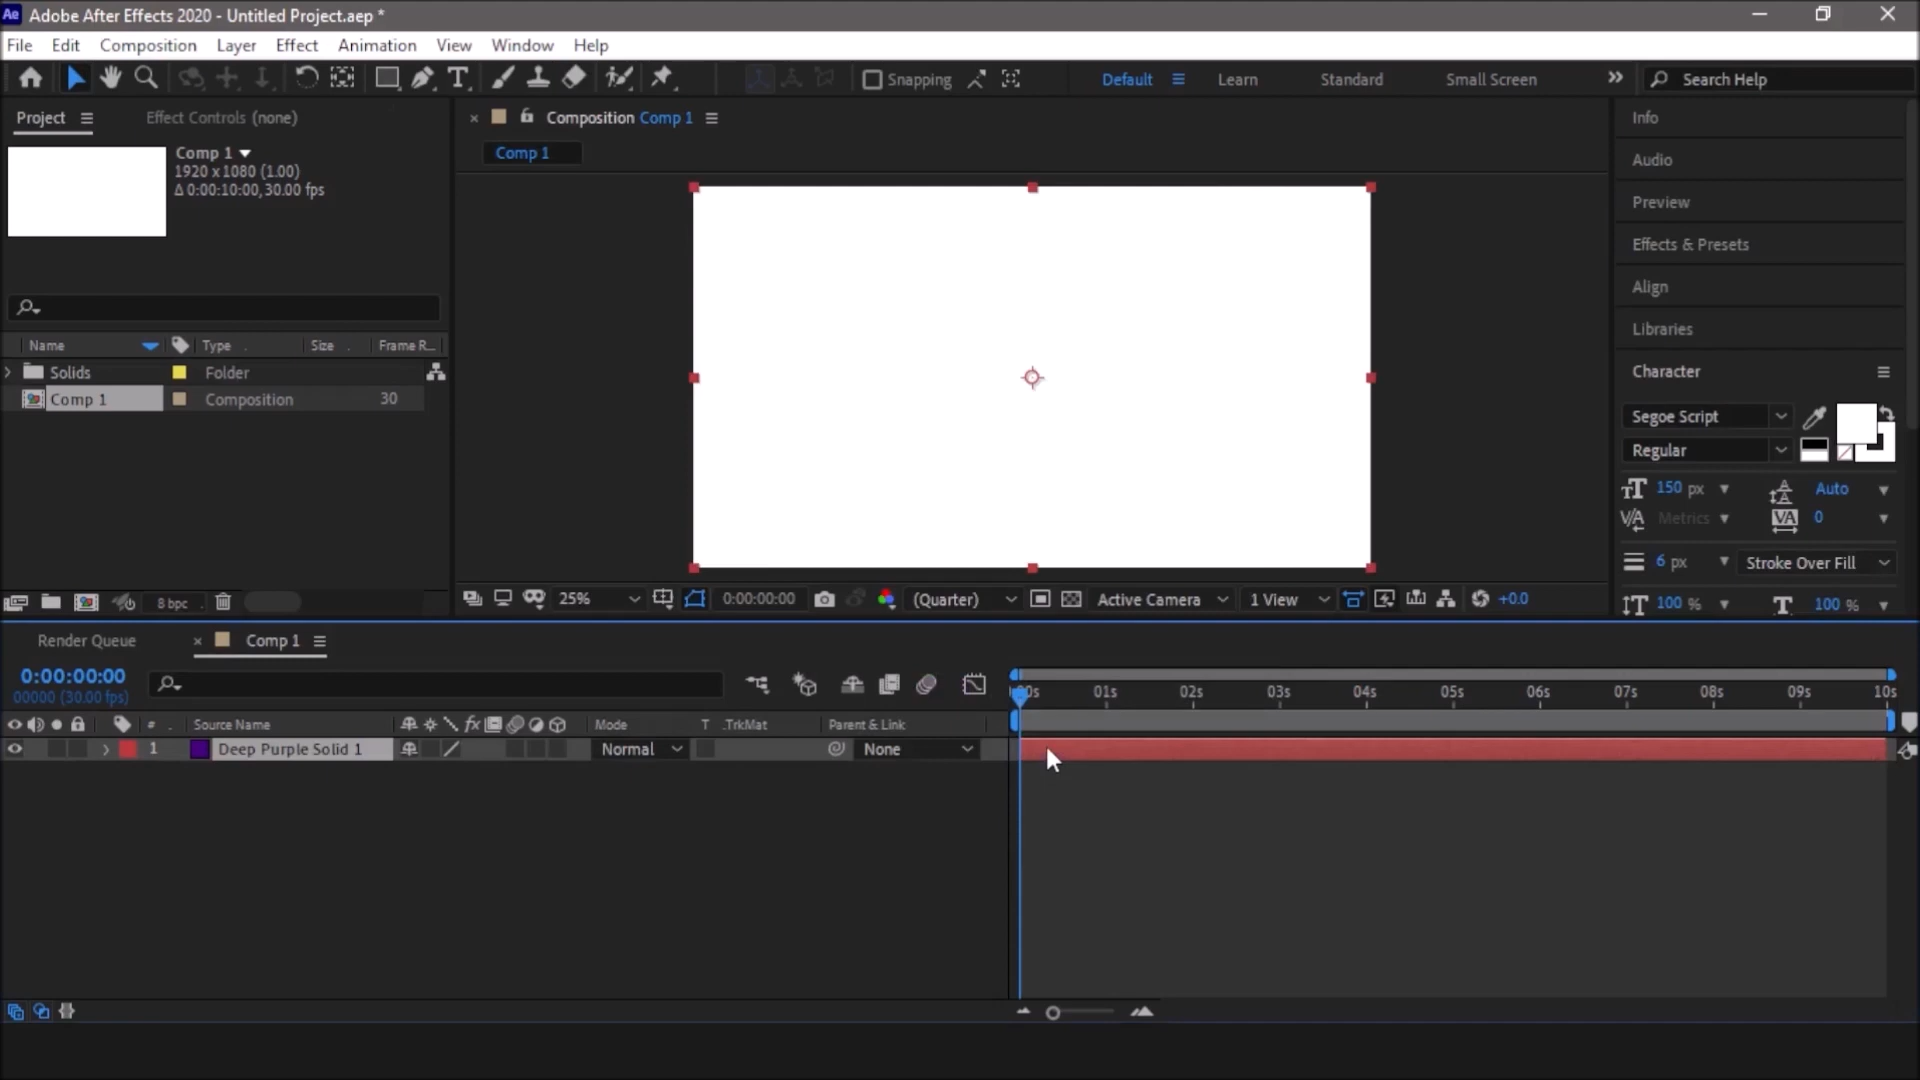 Ae Adobe After Effects 2020 - Untitled Project.aep *
File Edit Composition Layer Effect Animation View Window Help
T Snapping Default Learn Standard Small Screen Search Help
Project Effect Controls (none)
Comp 1
1920 x 1080 (1.00)
Δ 0:00:10:00, 30.00 fps
Name Type Size Frame R...
Solids Folder
Comp 1 Composition 30
8 bpc
Composition Comp 1
Comp 1
25% 0:00:00:00 (Quarter) Active Camera 1 View +0.0
Info
Audio
Preview
Effects & Presets
Align
Libraries
Character
Segoe Script
Regular
150 px Auto
Metrics 0
6 px Stroke Over Fill
100 % 100 %
Render Queue Comp 1
0:00:00:00
00000 (30.00 fps)
00s 01s 02s 03s 04s 05s 06s 07s 08s 09s 10s
# Source Name fx Mode T .TrkMat Parent & Link
1 Deep Purple Solid 1 Normal None